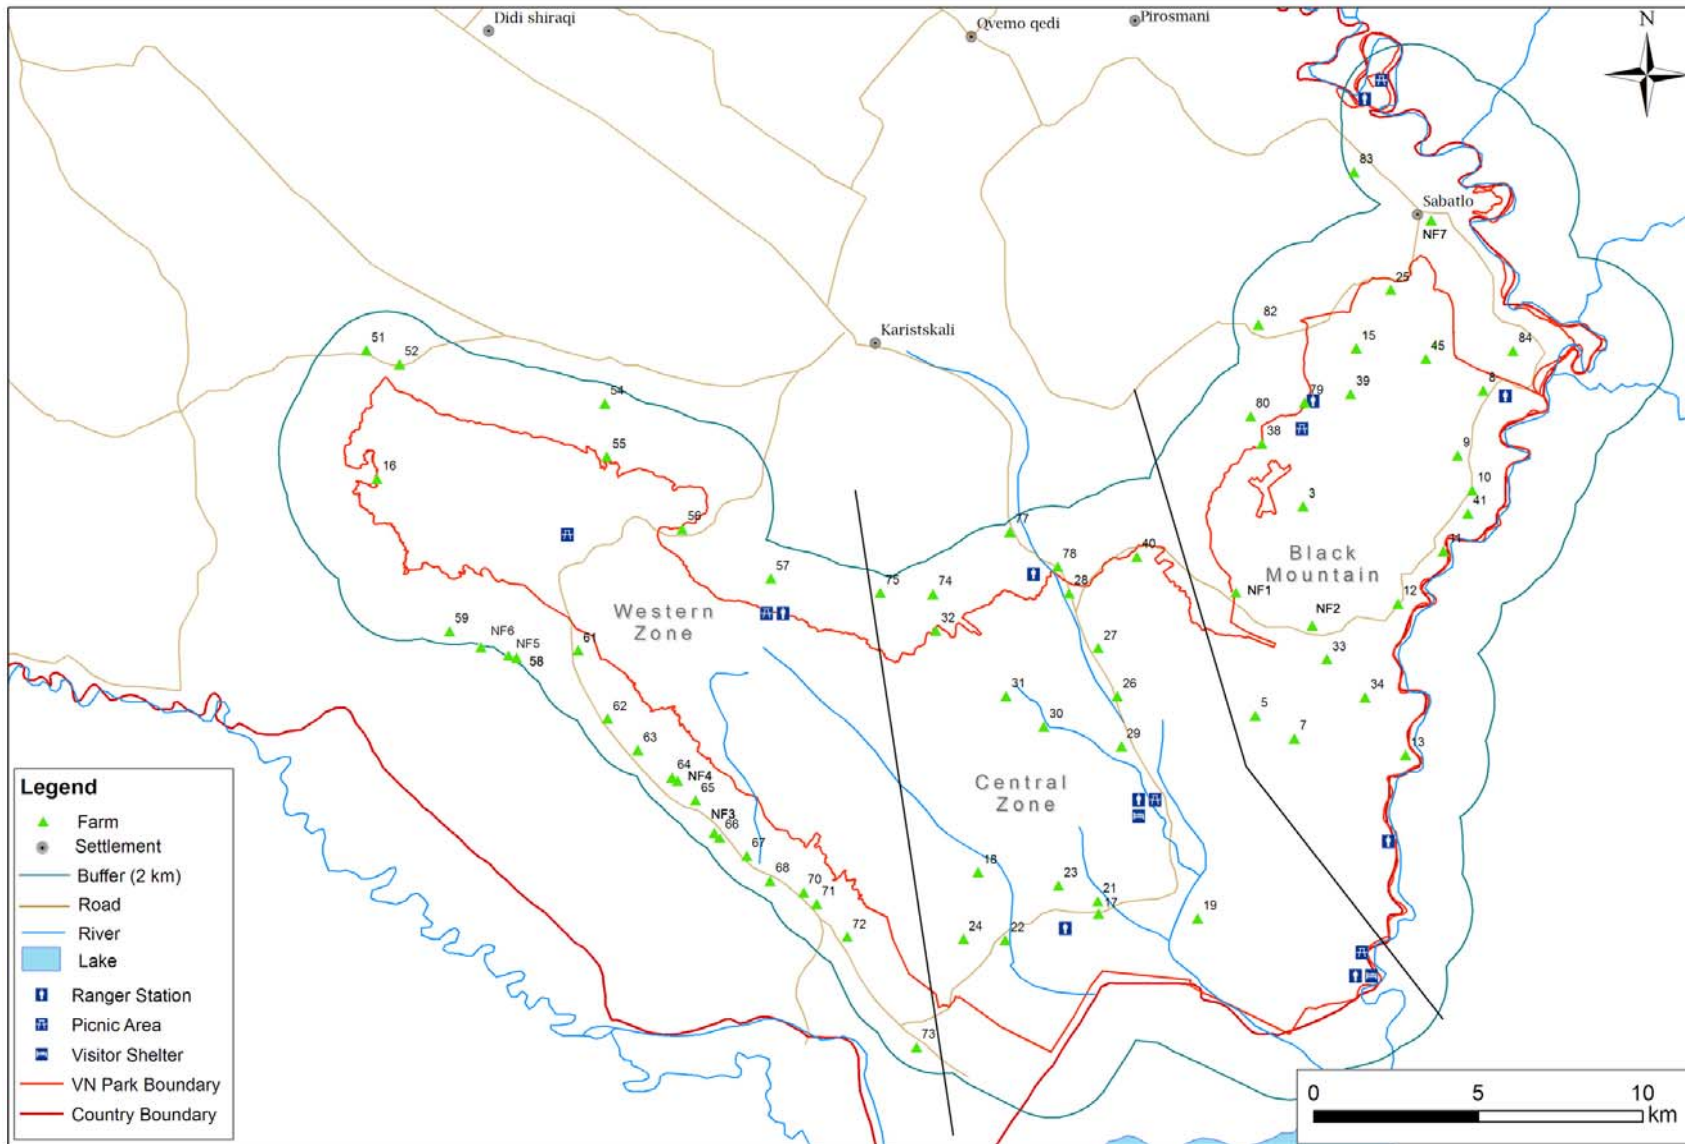 Didi shiraqi
Qvemo qedi
Pirosmani
N
83
Sabatlo
NF7
25
82
Karistskali
51
52
15
45
84
54
79
39
8
80
38
55
16
9
10
3
41
56
77
40
11
Black
Mountain
78
57
75
74
28
NF1
12
Western
Zone
NF2
59
32
NF6
NF5
58
61
27
33
31
26
34
5
62
30
7
29
63
13
64
NF4
65
Central
Zone
NF3
66
67
68
18
23
70
71
21
17
19
72
24
22
73
Legend
Farm
Settlement
Buffer (2 km)
Road
River
Lake
Ranger Station
Picnic Area
Visitor Shelter
VN Park Boundary
Country Boundary
0 5 10
km